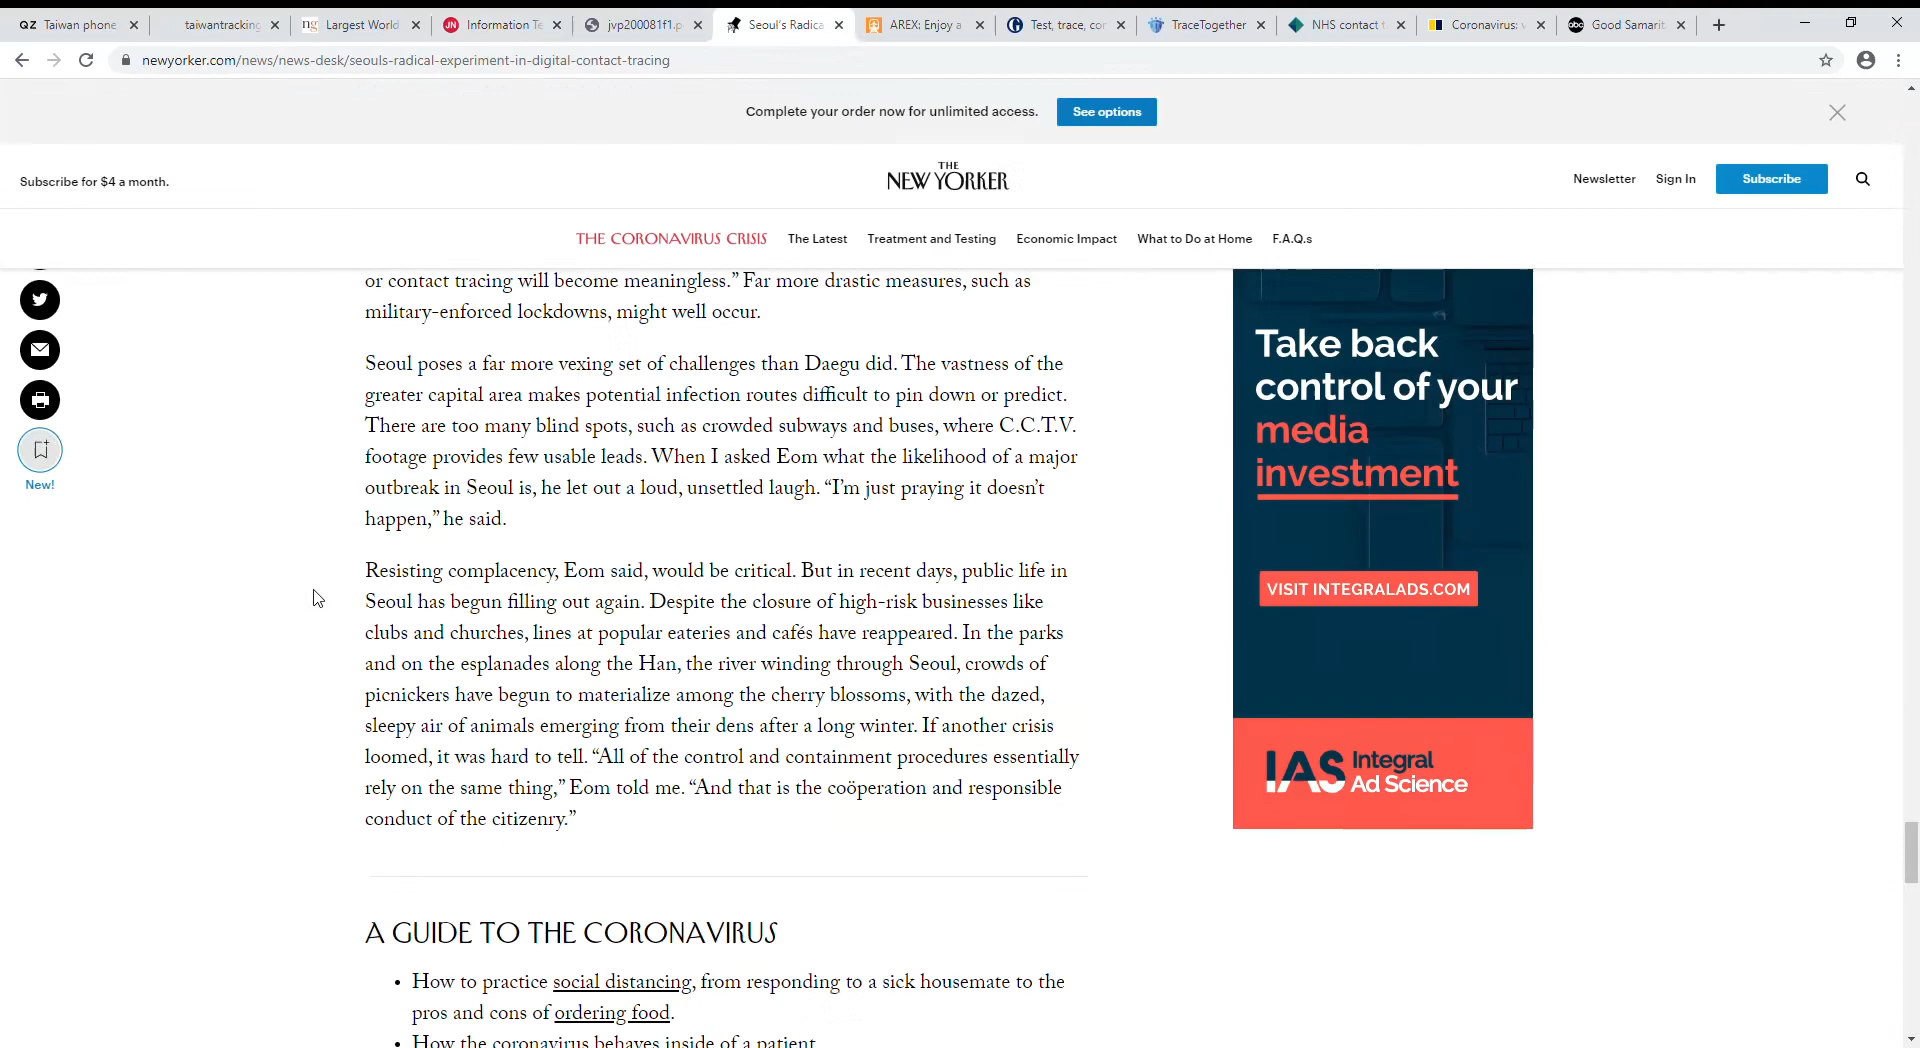 QZ Taiwan phone
taiwantracking
ng Largest World
JN Information Te
jvp200081f1.p
Seoul's Radica
AREX: Enjoy a
Test, trace, cor
TraceTogether
NHS contact t
Coronavirus: v
abc Good Samarit
newyorker.com/news/news-desk/seouls-radical-experiment-in-digital-contact-tracing
Complete your order now for unlimited access. See options
Subscribe for $4 a month.
THE
NEW YORKER
Newsletter Sign In Subscribe
THE CORONAVIRUS CRISIS The Latest Treatment and Testing Economic Impact What to Do at Home F.A.Q.s
or contact tracing will become meaningless.” Far more drastic measures, such as
military-enforced lockdowns, might well occur.
Seoul poses a far more vexing set of challenges than Daegu did. The vastness of the
greater capital area makes potential infection routes difficult to pin down or predict.
There are too many blind spots, such as crowded subways and buses, where C.C.T.V.
footage provides few usable leads. When I asked Eom what the likelihood of a major
outbreak in Seoul is, he let out a loud, unsettled laugh. “I’m just praying it doesn’t
happen,” he said.
New!
Resisting complacency, Eom said, would be critical. But in recent days, public life in
Seoul has begun filling out again. Despite the closure of high-risk businesses like
clubs and churches, lines at popular eateries and cafés have reappeared. In the parks
and on the esplanades along the Han, the river winding through Seoul, crowds of
picnickers have begun to materialize among the cherry blossoms, with the dazed,
sleepy air of animals emerging from their dens after a long winter. If another crisis
loomed, it was hard to tell. “All of the control and containment procedures essentially
rely on the same thing,” Eom told me. “And that is the coöperation and responsible
conduct of the citizenry.”
A GUIDE TO THE CORONAVIRUS
• How to practice social distancing, from responding to a sick housemate to the
pros and cons of ordering food.
• How the coronavirus behaves inside of a patient
Take back
control of your
media
investment
VISIT INTEGRALADS.COM
IAS Integral
Ad Science